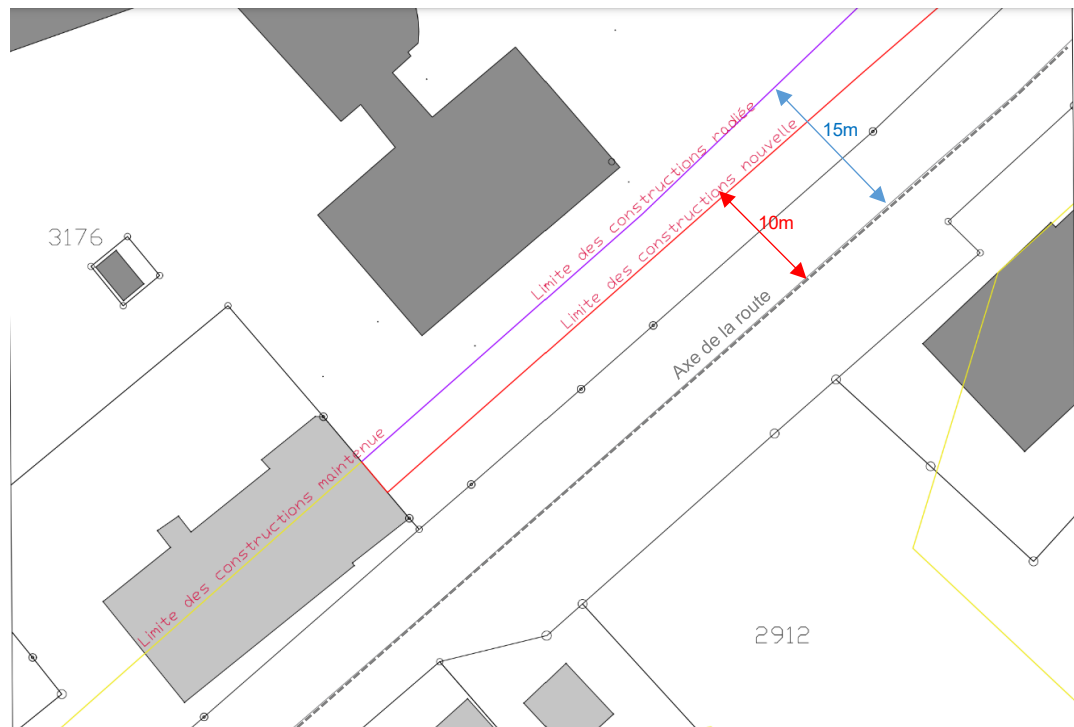 Limite des constructions radiée
15m
Limite des constructions nouvelle
10m
3176
Axe de la route
Limite des constructions maintenue
2912